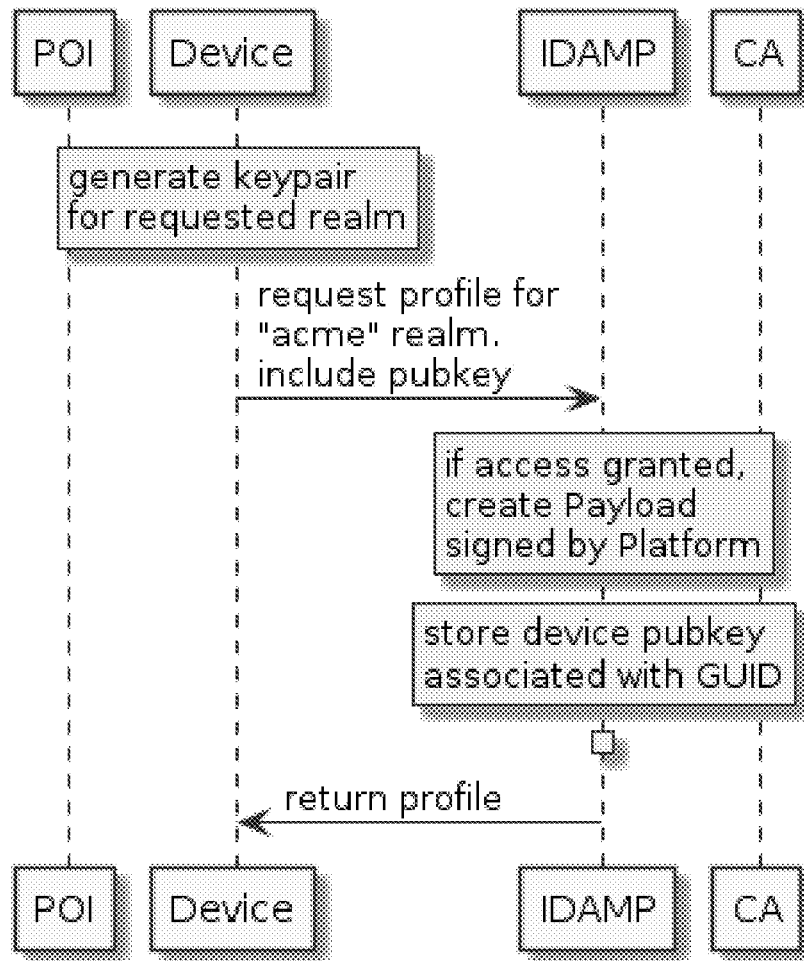 POI Device IDAMP CA
generate keypair
for requested realm
request profile for
"acme" realm.
include pubkey
if access granted,
create Payload
signed by Platform
store device pubkey
associated with GUID
return profile
POI Device IDAMP CA